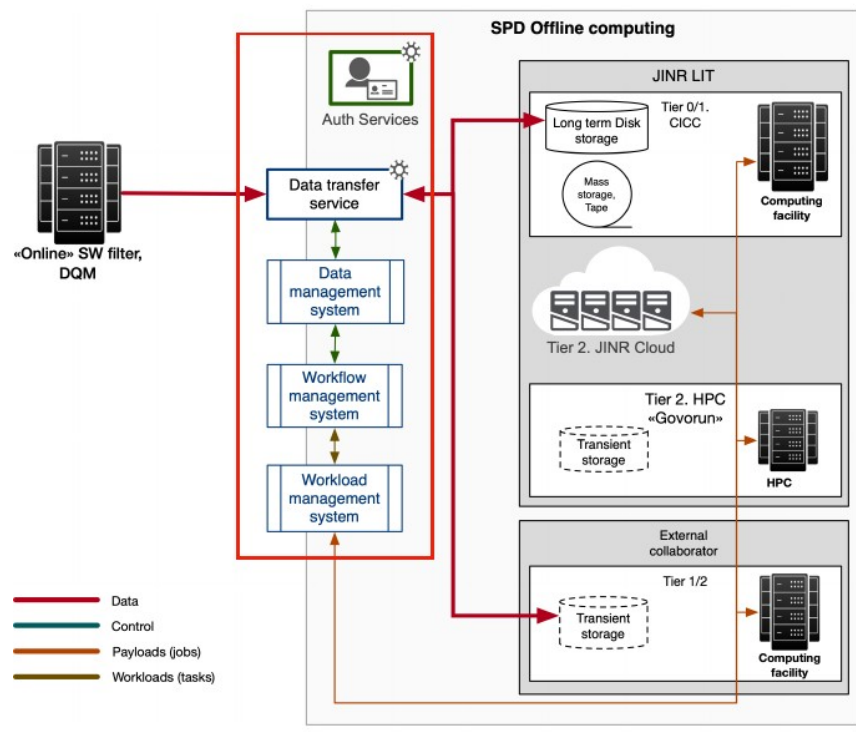 SPD Offline computing
JINR LIT
Auth Services
Tier 0/1.
CICC
Long term Disk
storage
Mass
storage,
Tape
Computing
facility
«Online» SW filter,
DQM
Data transfer
service
Data
management
system
Workflow
management
system
Workload
management
system
Tier 2. JINR Cloud
Tier 2. HPC
«Govorun»
Transient
storage
HPC
External
collaborator
Tier 1/2
Transient
storage
Computing
facility
Data
Control
Payloads (jobs)
Workloads (tasks)